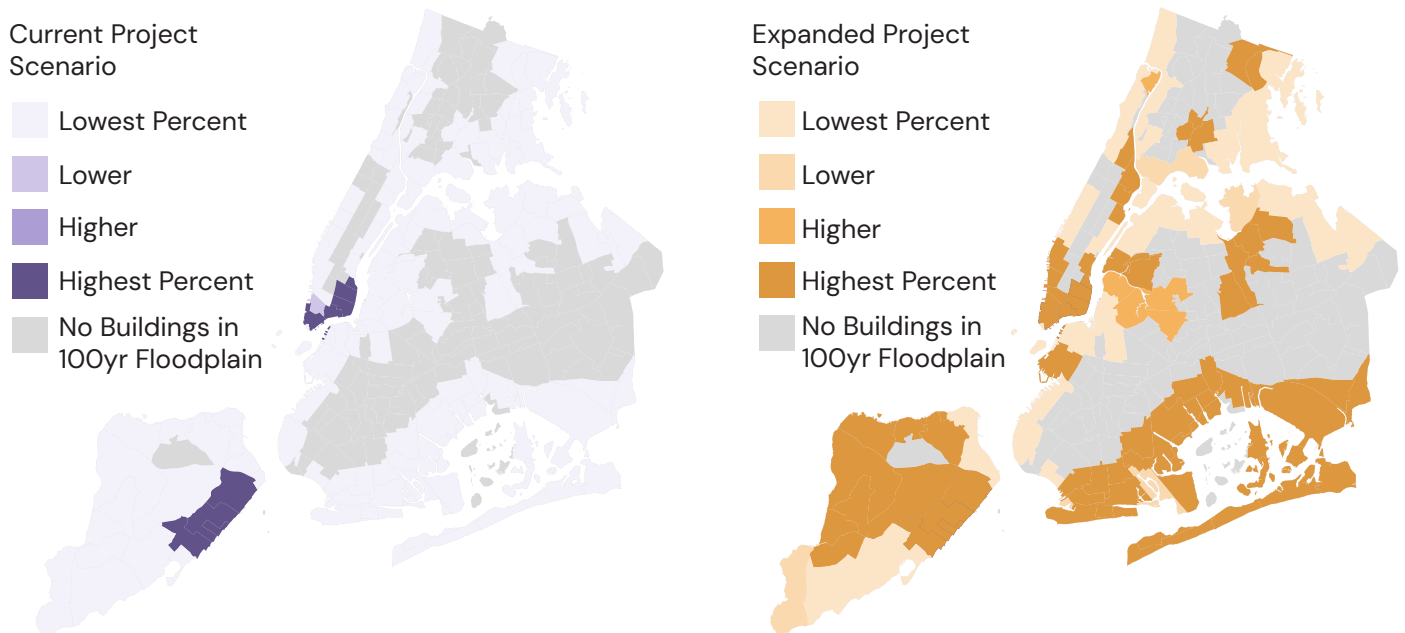 Current Project
Scenario
Lowest Percent
Lower
Higher
Highest Percent
No Buildings in
100yr Floodplain
Expanded Project
Scenario
Lowest Percent
Lower
Higher
Highest Percent
No Buildings in
100yr Floodplain